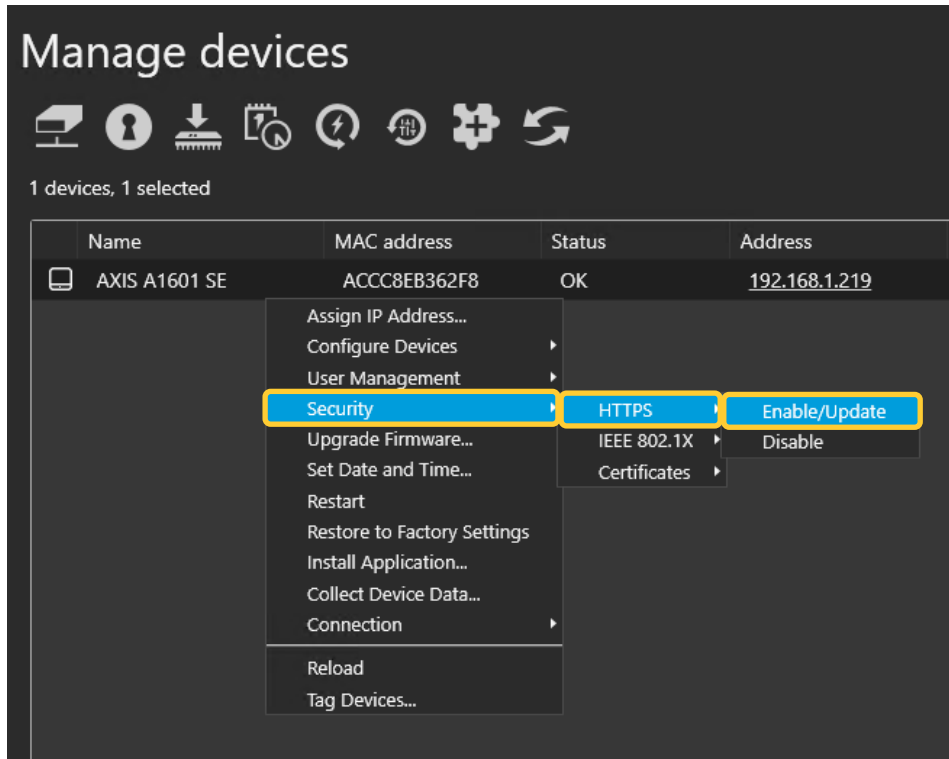 Manage devices
1 devices, 1 selected
Name MAC address Status Address
AXIS A1601 SE ACCC8EB362F8 OK 192.168.1.219
Assign IP Address...
Configure Devices
User Management
Security HTTPS Enable/Update
Upgrade Firmware... IEEE 802.1X Disable
Set Date and Time... Certificates
Restart
Restore to Factory Settings
Install Application...
Collect Device Data...
Connection
Reload
Tag Devices...